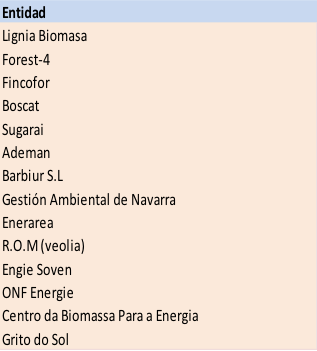 Entidad
Lignia Biomasa
Forest-4
Fincofor
Boscat
Sugarai
Ademan
Barbiur S.L
Gestión Ambiental de Navarra
Enerarea
R.O.M (veolia)
Engie Soven
ONF Energie
Centro da Biomassa Para a Energia
Grito do Sol